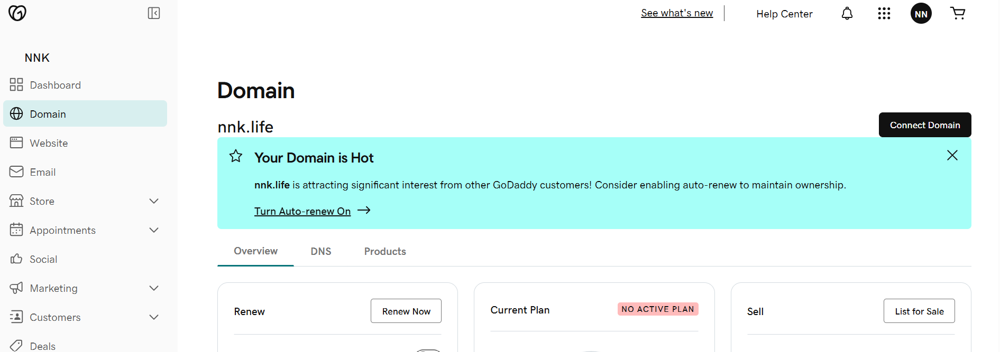 See what's new
Help Center
NN
NNK
Dashboard
Domain
Website
Email
Store
Appointments
Social
Marketing
Customers
Deals
Domain
nnk.life
Connect Domain
Your Domain is Hot
nnk.life is attracting significant interest from other GoDaddy customers! Consider enabling auto-renew to maintain ownership.
Turn Auto-renew On
Overview DNS Products
Renew
Renew Now
Current Plan
NO ACTIVE PLAN
Sell
List for Sale